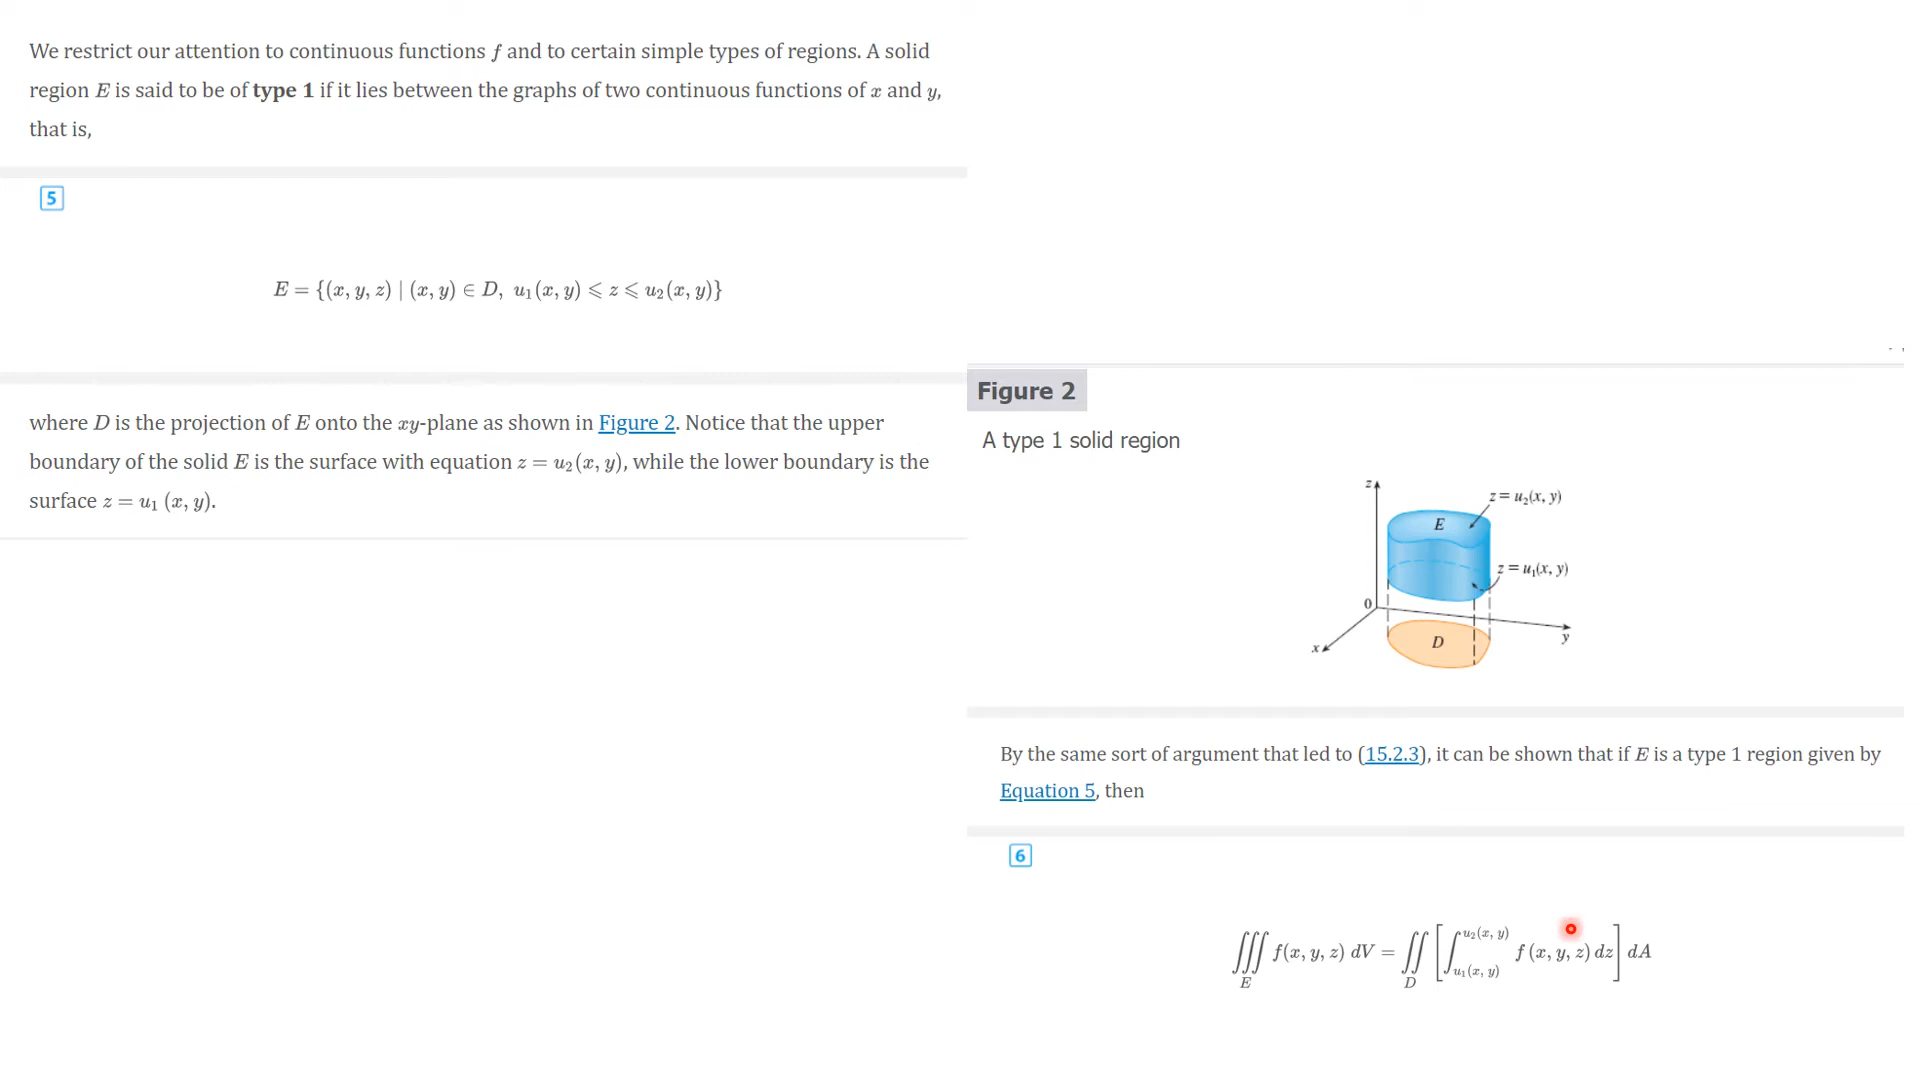 We restrict our attention to continuous functions f and to certain simple types of regions. A solid
region E is said to be of type 1 if it lies between the graphs of two continuous functions of x and y,
that is,
5
E = {(x, y, z) | (x, y) ∈ D, u₁(x, y) ⩽ z ⩽ u₂(x, y)}
where D is the projection of E onto the xy-plane as shown in Figure 2. Notice that the upper
boundary of the solid E is the surface with equation z = u₂(x, y), while the lower boundary is the
surface z = u₁ (x, y).
Figure 2
A type 1 solid region
z
z = u₂(x, y)
E
z = u₁(x, y)
0
D
y
x
By the same sort of argument that led to (15.2.3), it can be shown that if E is a type 1 region given by
Equation 5, then
6
∭_E f(x, y, z) dV = ∬_D [∫_{u₁(x, y)}^{u₂(x, y)} f (x, y, z) dz] dA